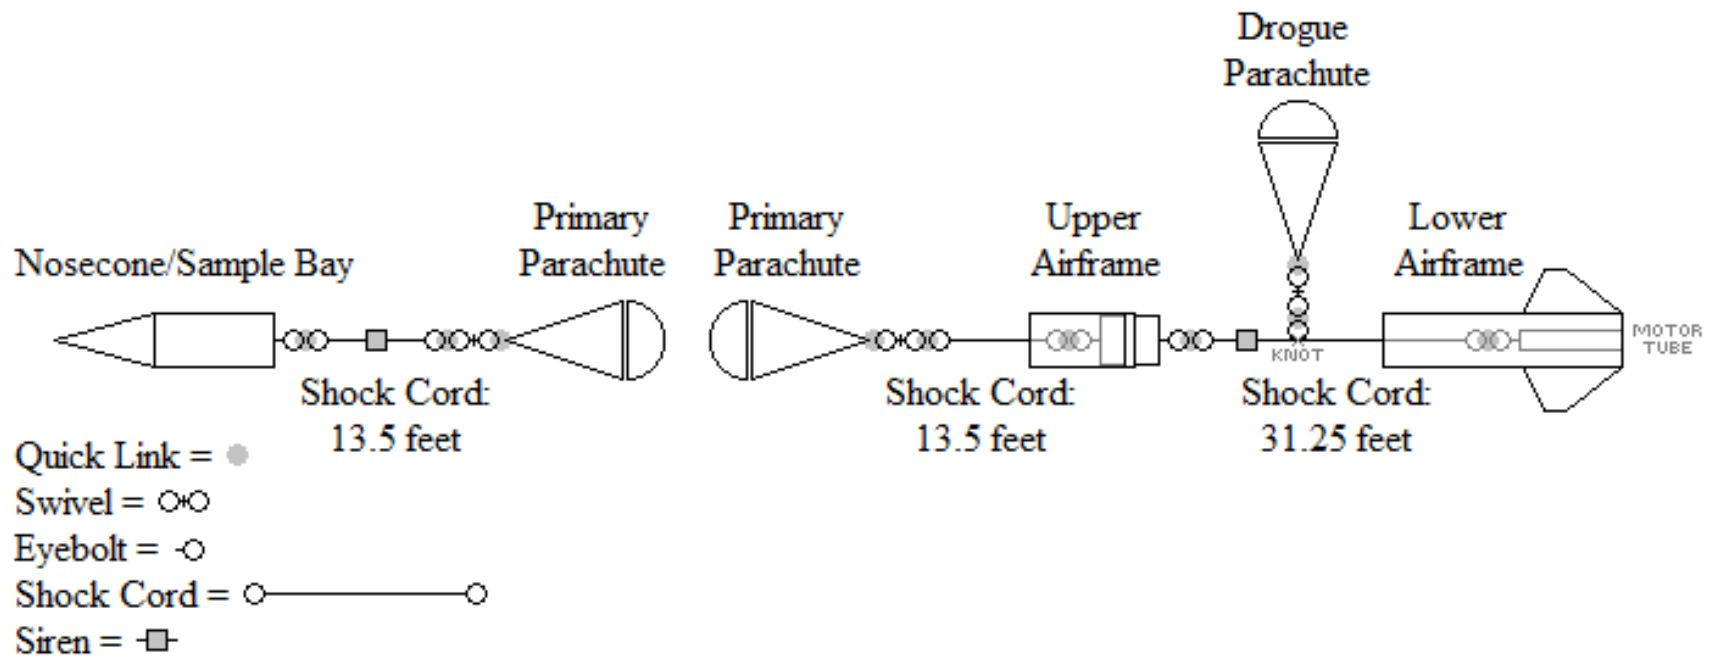 Drogue
Parachute
Primary
Parachute
Primary
Parachute
Upper
Airframe
Lower
Airframe
Nosecone/Sample Bay
KNOT
MOTOR
TUBE
Shock Cord:
13.5 feet
Shock Cord:
13.5 feet
Shock Cord:
31.25 feet
Quick Link =
Swivel =
Eyebolt =
Shock Cord =
Siren =